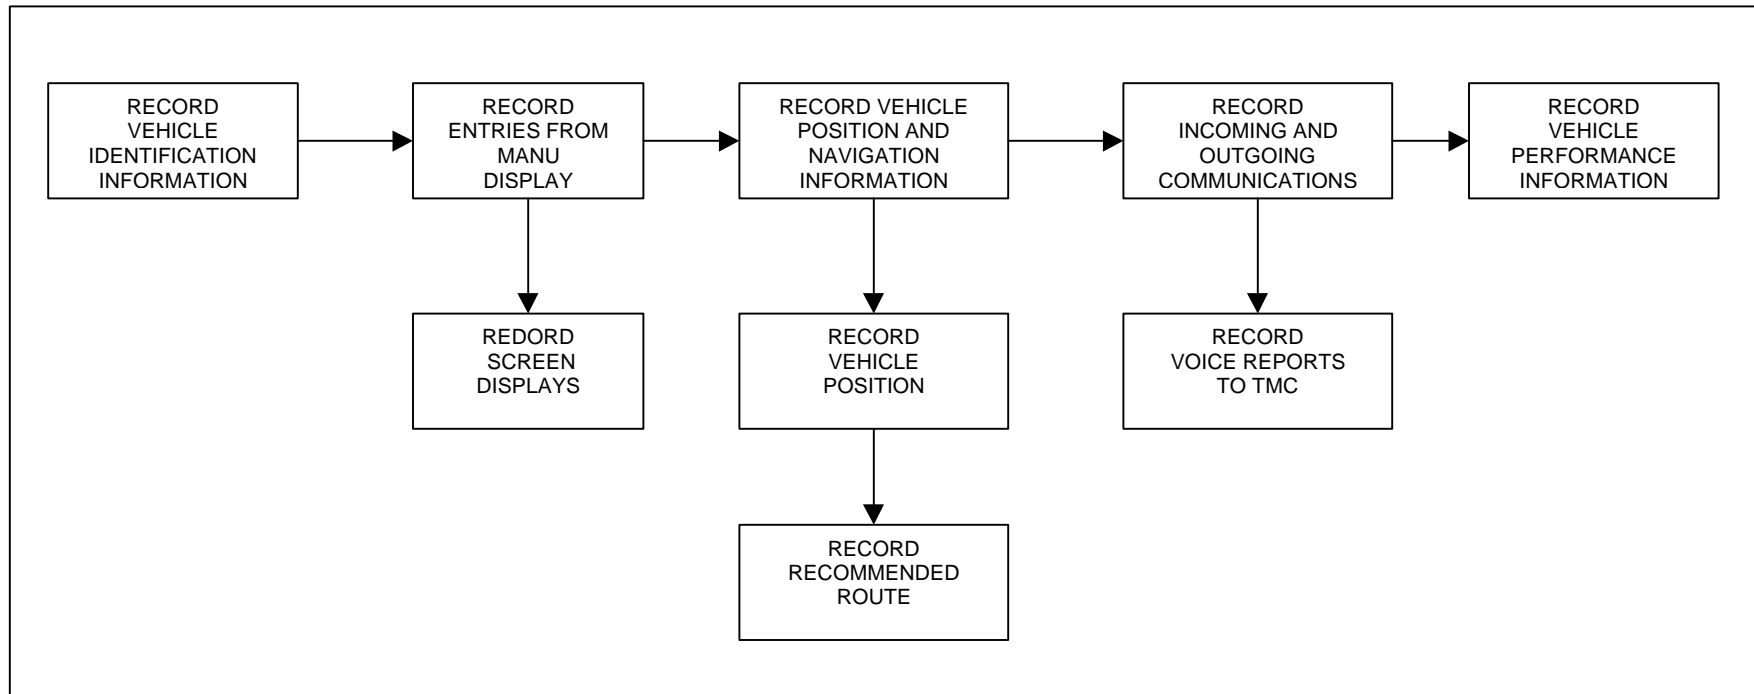 RECORD
VEHICLE
IDENTIFICATION
INFORMATION
RECORD
ENTRIES FROM
MANU
DISPLAY
RECORD VEHICLE
POSITION AND
NAVIGATION
INFORMATION
RECORD
INCOMING AND
OUTGOING
COMMUNICATIONS
RECORD
VEHICLE
PERFORMANCE
INFORMATION
REDORD
SCREEN
DISPLAYS
RECORD
VEHICLE
POSITION
RECORD
VOICE REPORTS
TO TMC
RECORD
RECOMMENDED
ROUTE